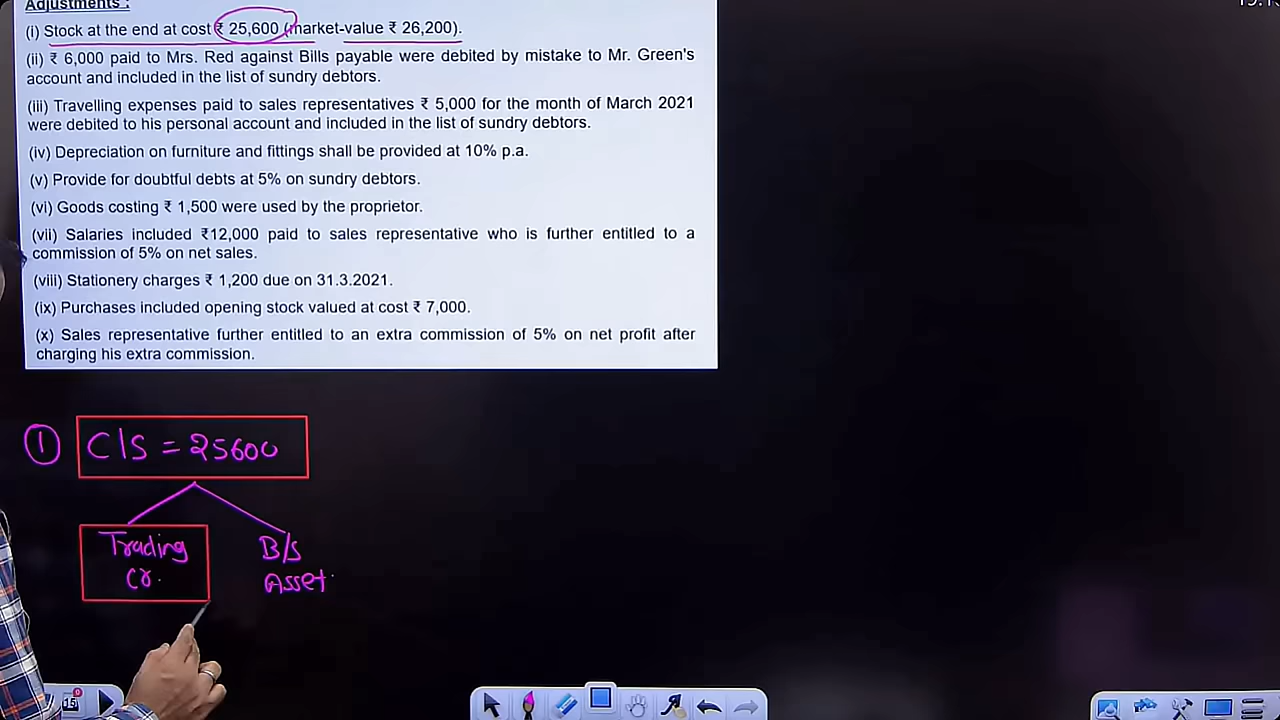 Adjustments :
(i) Stock at the end at cost ₹ 25,600 (market-value ₹ 26,200).
(ii) ₹ 6,000 paid to Mrs. Red against Bills payable were debited by mistake to Mr. Green's
account and included in the list of sundry debtors.
(iii) Travelling expenses paid to sales representatives ₹ 5,000 for the month of March 2021
were debited to his personal account and included in the list of sundry debtors.
(iv) Depreciation on furniture and fittings shall be provided at 10% p.a.
(v) Provide for doubtful debts at 5% on sundry debtors.
(vi) Goods costing ₹ 1,500 were used by the proprietor.
(vii) Salaries included ₹12,000 paid to sales representative who is further entitled to a
commission of 5% on net sales.
(viii) Stationery charges ₹ 1,200 due on 31.3.2021.
(ix) Purchases included opening stock valued at cost ₹ 7,000.
(x) Sales representative further entitled to an extra commission of 5% on net profit after
charging his extra commission.
1 C/S = 25600
Trading B/S
Cr. Asset